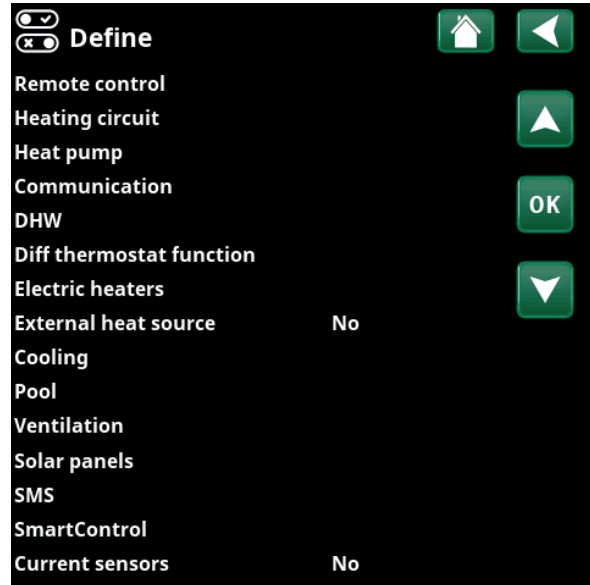 Define
Remote control
Heating circuit
Heat pump
Communication
DHW
OK
Diff thermostat function
Electric heaters
External heat source No
Cooling
Pool
Ventilation
Solar panels
SMS
SmartControl
Current sensors No